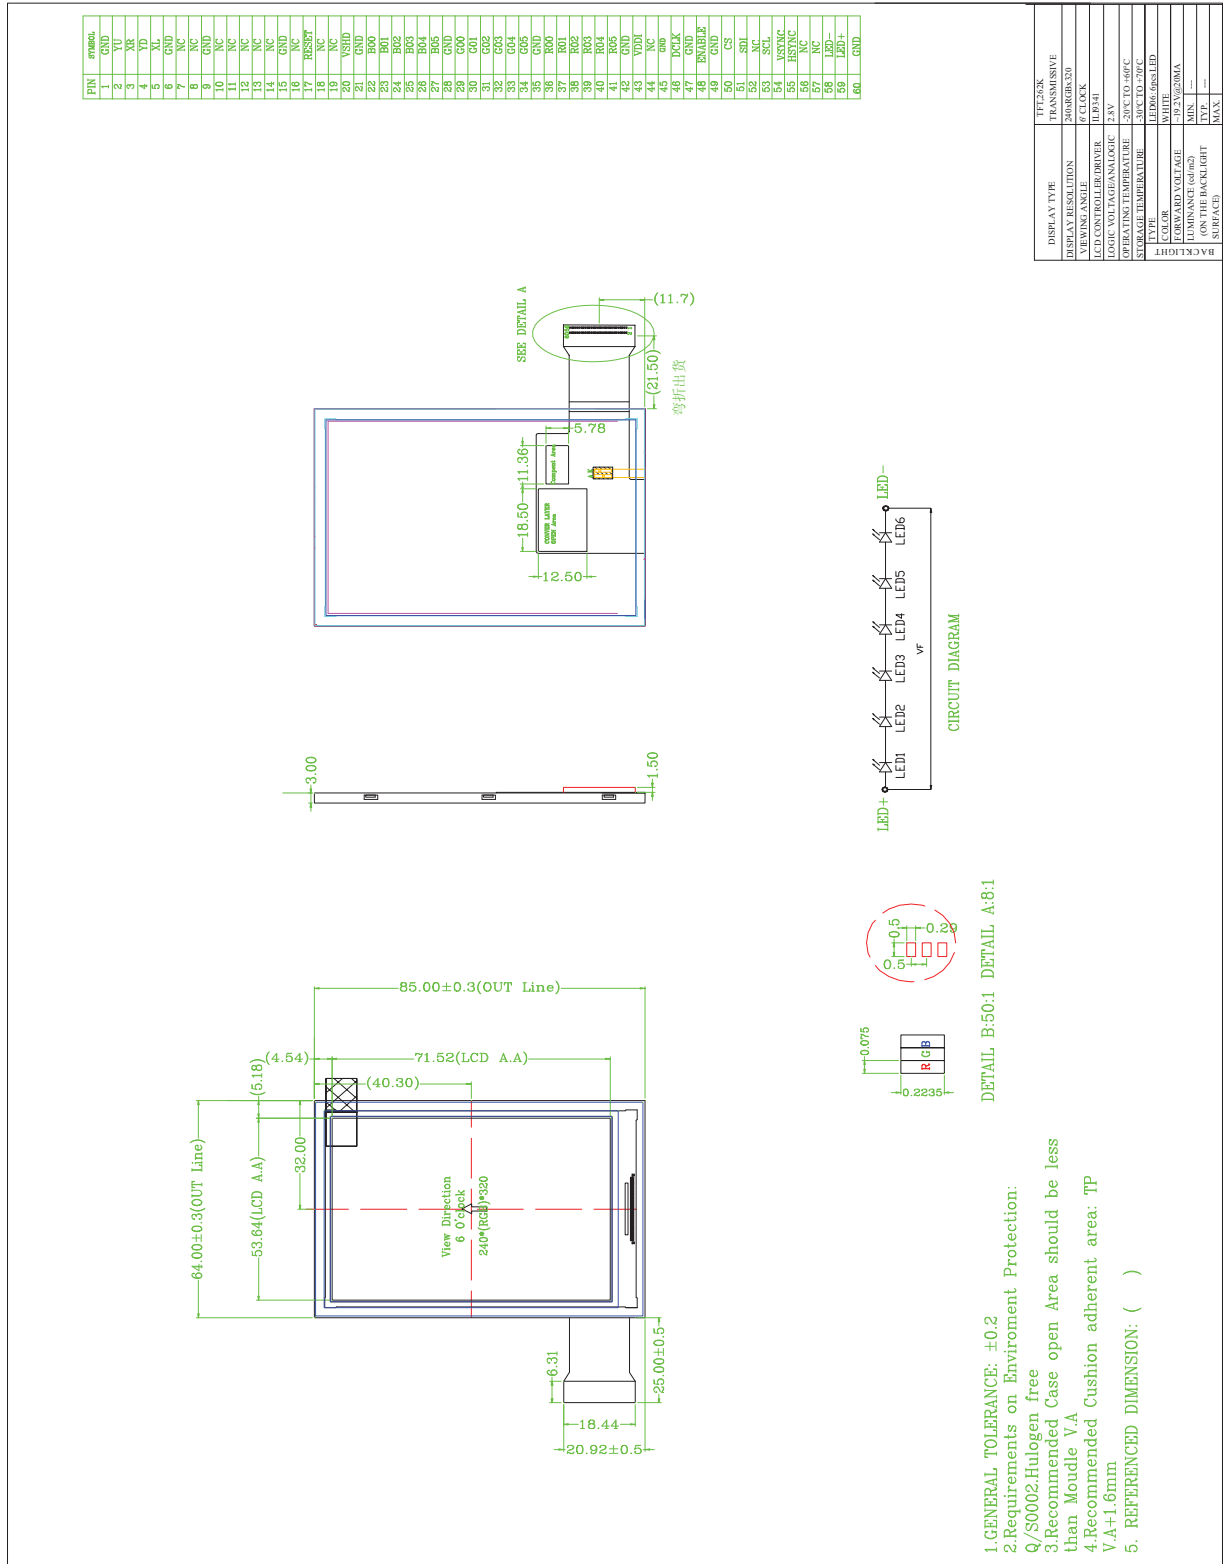 PIN SYMBOL
1 GND
2 YU
3 XR
4 YD
5 XL
6 GND
7 NC
8 NC
9 GND
10 NC
11 NC
12 NC
13 NC
14 NC
15 GND
16 NC
17 RESET
18 NC
19 NC
20 VSHD
21 GND
22 B00
23 B01
24 B02
25 B03
26 B04
27 B05
28 GND
29 G00
30 G01
31 G02
32 G03
33 G04
34 G05
35 GND
36 R00
37 R01
38 R02
39 R03
40 R04
41 R05
42 GND
43 VDDI
44 NC
45 GND
46 DCLK
47 GND
48 ENABLE
49 GND
50 CS
51 SDI
52 NC
53 SCL
54 VSYNC
55 HSYNC
56 NC
57 NC
58 LED-
59 LED+
60 GND
DISPLAY TYPE TFT,262K TRANSMISSIVE
DISPLAY RESOLUTION 240xRGBx320
VIEWING ANGLE 6' CLOCK
LCD CONTROLLER/DRIVER ILI9341
LOGIC VOLTAGE/ANALOGIC 2.8V
OPERATING TEMPERATURE -20°C TO +60°C
STORAGE TEMPERATURE -30°C TO +70°C
BACKLIGHT
TYPE LED06: 6pcs LED
COLOR WHITE
FORWARD VOLTAGE ~19.2V@20MA
LUMINANCE (cd/m2)
(ON THE BACKLIGHT
SURFACE)
MIN. ---
TYP. ---
MAX.
SEE DETAIL A
(11.7)
(21.50)
弯折出货
5.78
11.36
18.50
12.50
Component Area
COVER LAYER
OPEN Area
3.00
1.50
LED+
LED-
LED1
LED2
LED3
LED4
LED5
LED6
VF
CIRCUIT DIAGRAM
85.00±0.3(OUT Line)
(4.54)
71.52(LCD A.A)
(5.18)
(40.30)
64.00±0.3(OUT Line)
53.64(LCD A.A)
32.00
View Direction
6 O'clock
240*(RGB)*320
6.31
25.00±0.5
18.44
20.92±0.5
0.5
0.29
0.5
0.075
R G B
0.2235
DETAIL B:50:1 DETAIL A:8:1
1.GENERAL TOLERANCE: ±0.2
2.Requirements on Enviroment Protection:
Q/S0002.Hulogen free
3.Recommended Case open Area should be less
than Moudle V.A
4.Recommended Cushion adherent area: TP
V.A+1.6mm
5. REFERENCED DIMENSION: ( )